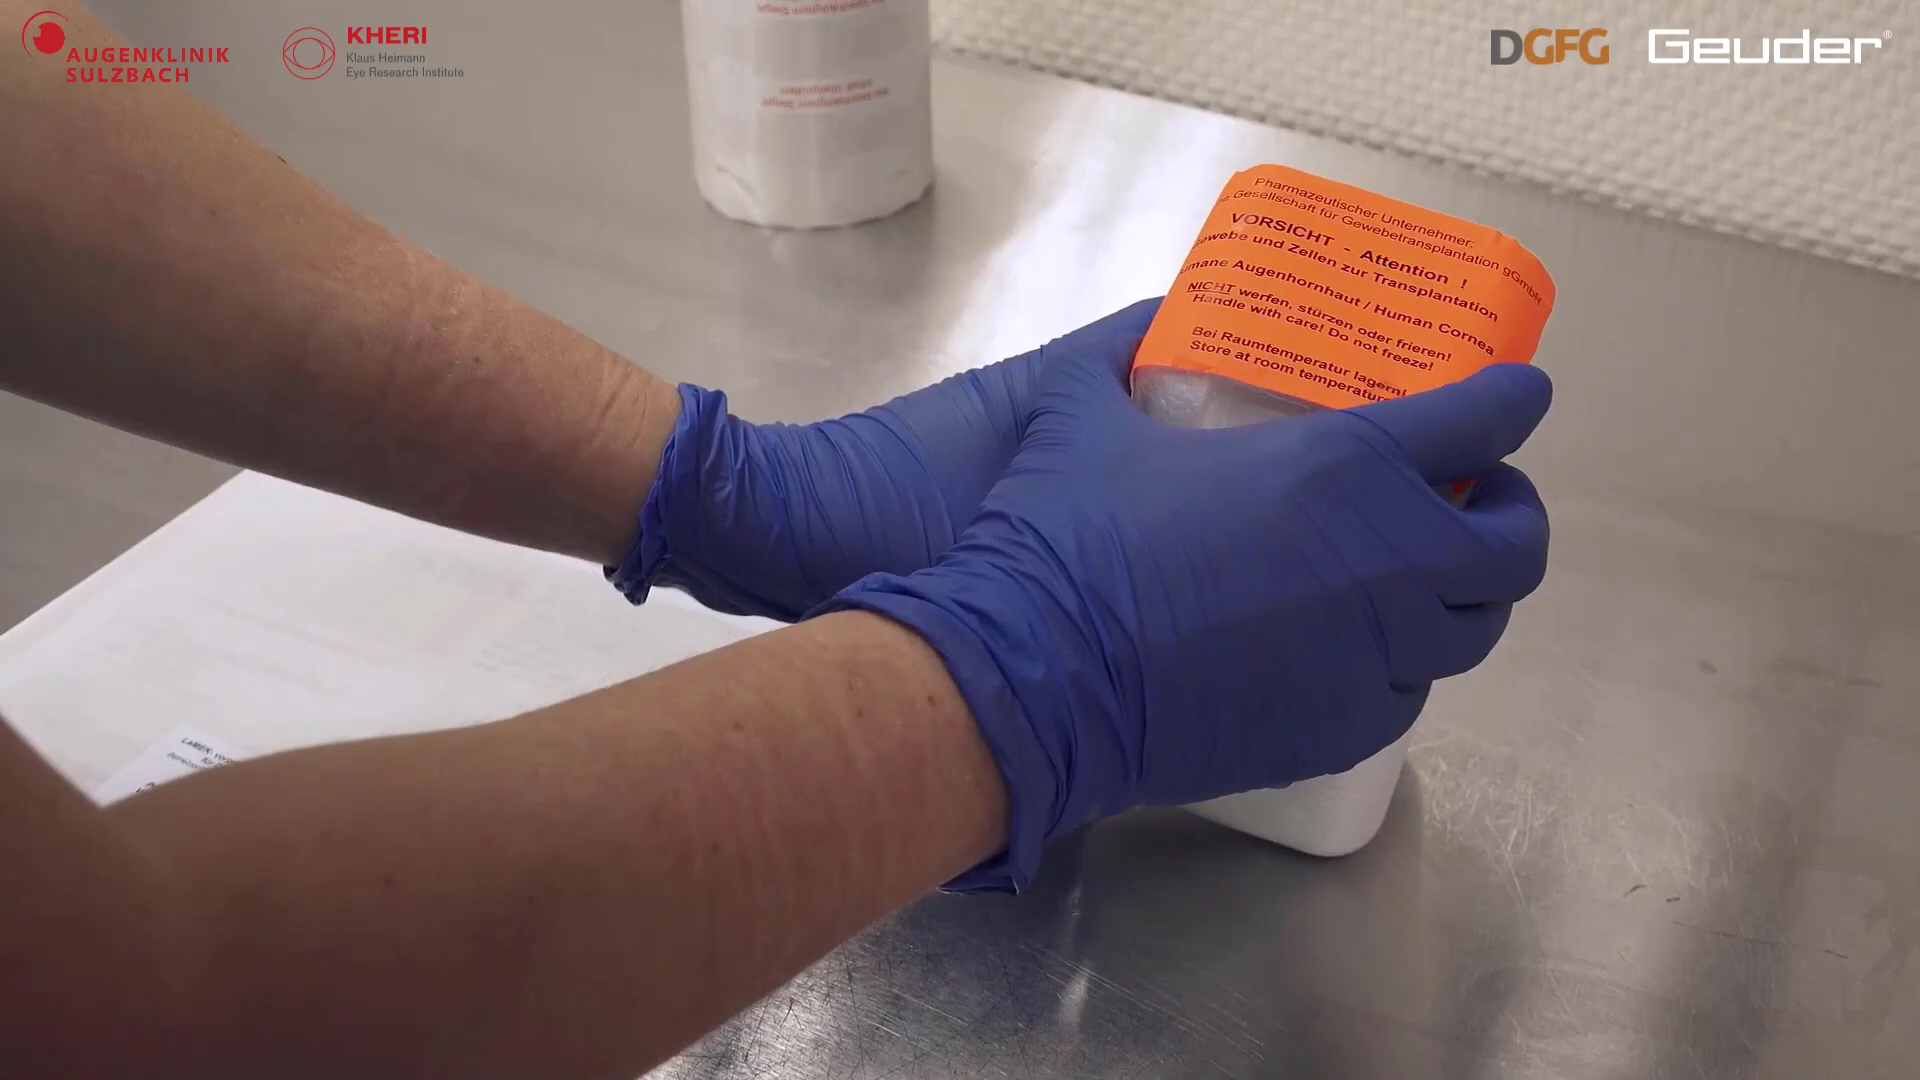 AUGENKLINIK
SULZBACH
KHERI
Klaus Heimann
Eye Research Institute
DGFG
Geuder®
Pharmazeutischer Unternehmer:
Gesellschaft für Gewebetransplantation gGmbH
VORSICHT - Attention !
und Zellen zur Transplantation
Augenhornhaut / Human Cornea
NICHT werfen, stürzen oder frieren!
Handle with care! Do not freeze!
Bei Raumtemperatur lagern!
Store at room temperature